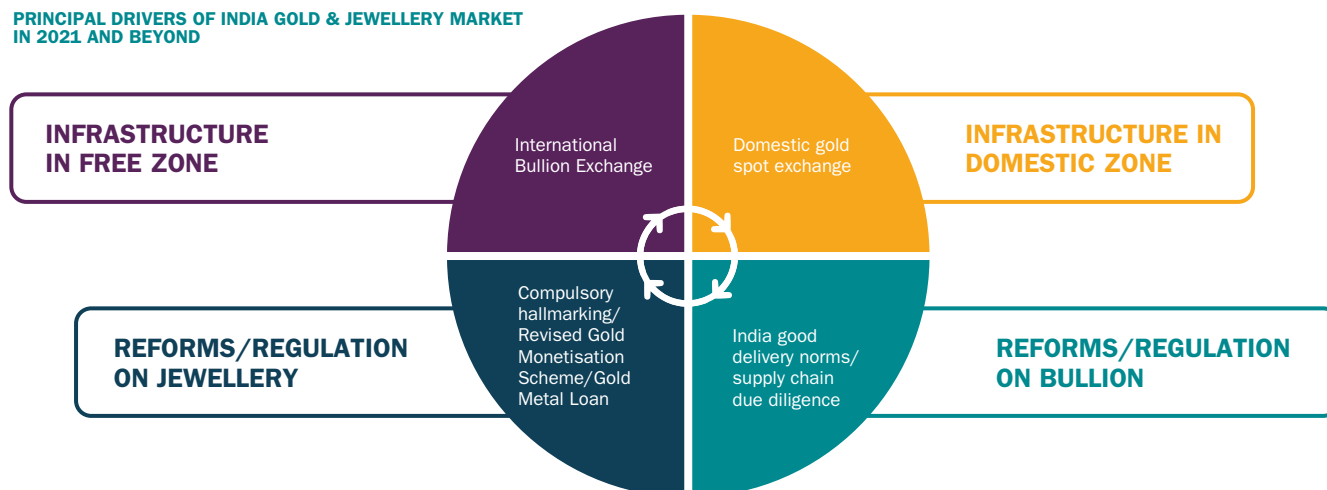 PRINCIPAL DRIVERS OF INDIA GOLD & JEWELLERY MARKET
IN 2021 AND BEYOND
INFRASTRUCTURE
IN FREE ZONE
International
Bullion Exchange
Domestic gold
spot exchange
INFRASTRUCTURE IN
DOMESTIC ZONE
REFORMS/REGULATION
ON JEWELLERY
Compulsory
hallmarking/
Revised Gold
Monetisation
Scheme/Gold
Metal Loan
India good
delivery norms/
supply chain
due diligence
REFORMS/REGULATION
ON BULLION